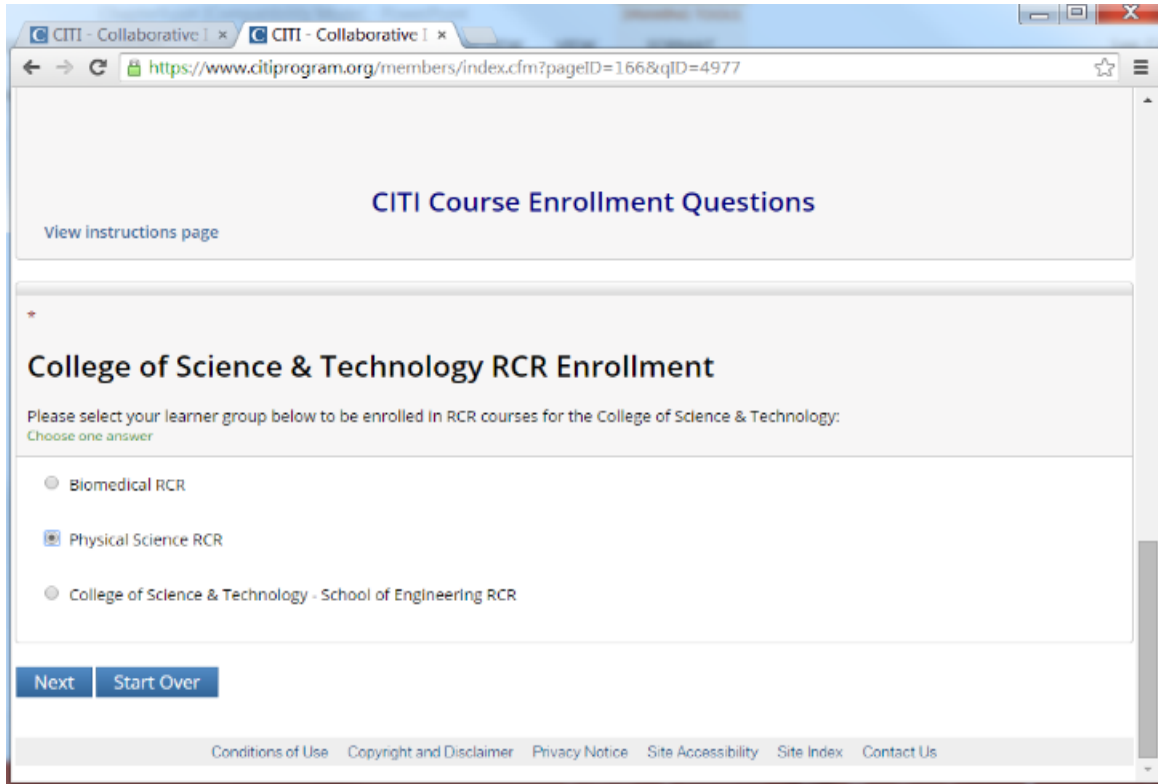 CITI - Collaborative I
CITI - Collaborative I
https://www.citiprogram.org/members/index.cfm?pageID=166&qID=4977
CITI Course Enrollment Questions
View instructions page
*
College of Science & Technology RCR Enrollment
Please select your learner group below to be enrolled in RCR courses for the College of Science & Technology:
Choose one answer
Biomedical RCR
Physical Science RCR
College of Science & Technology - School of Engineering RCR
Next Start Over
Conditions of Use Copyright and Disclaimer Privacy Notice Site Accessibility Site Index Contact Us